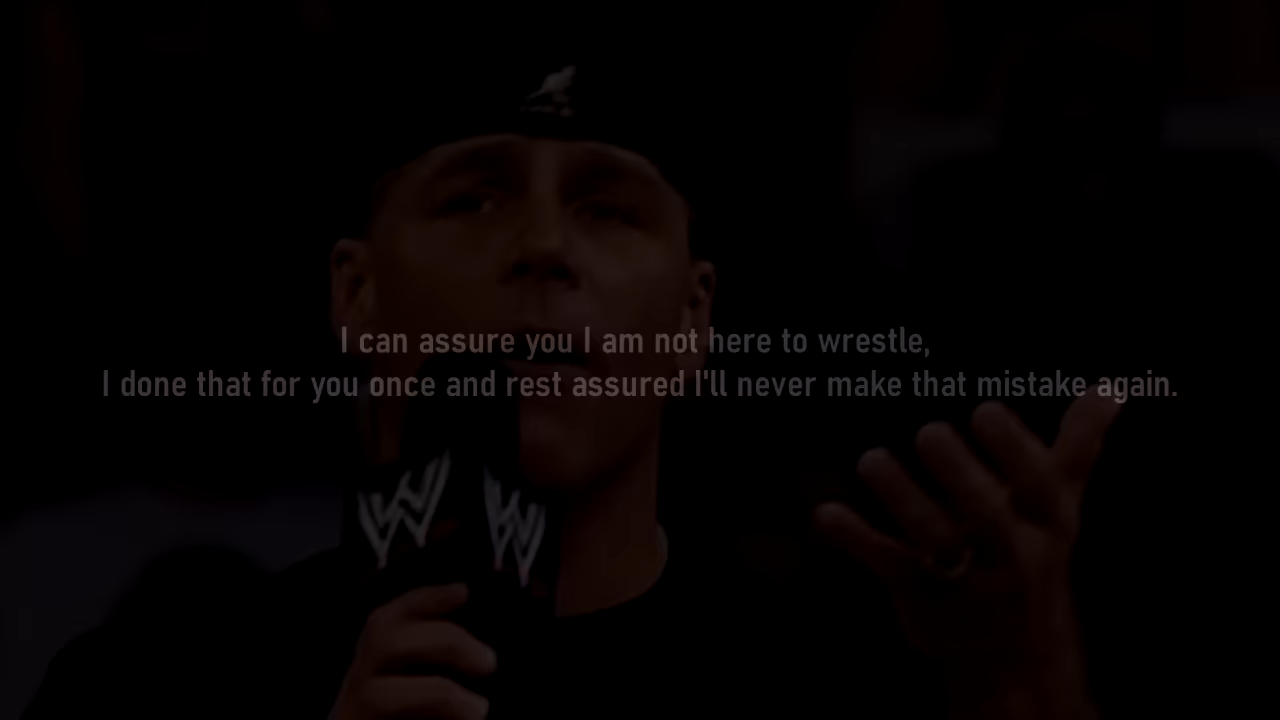 I can assure you I am not here to wrestle,
I done that for you once and rest assured I'll never make that mistake again.
W W